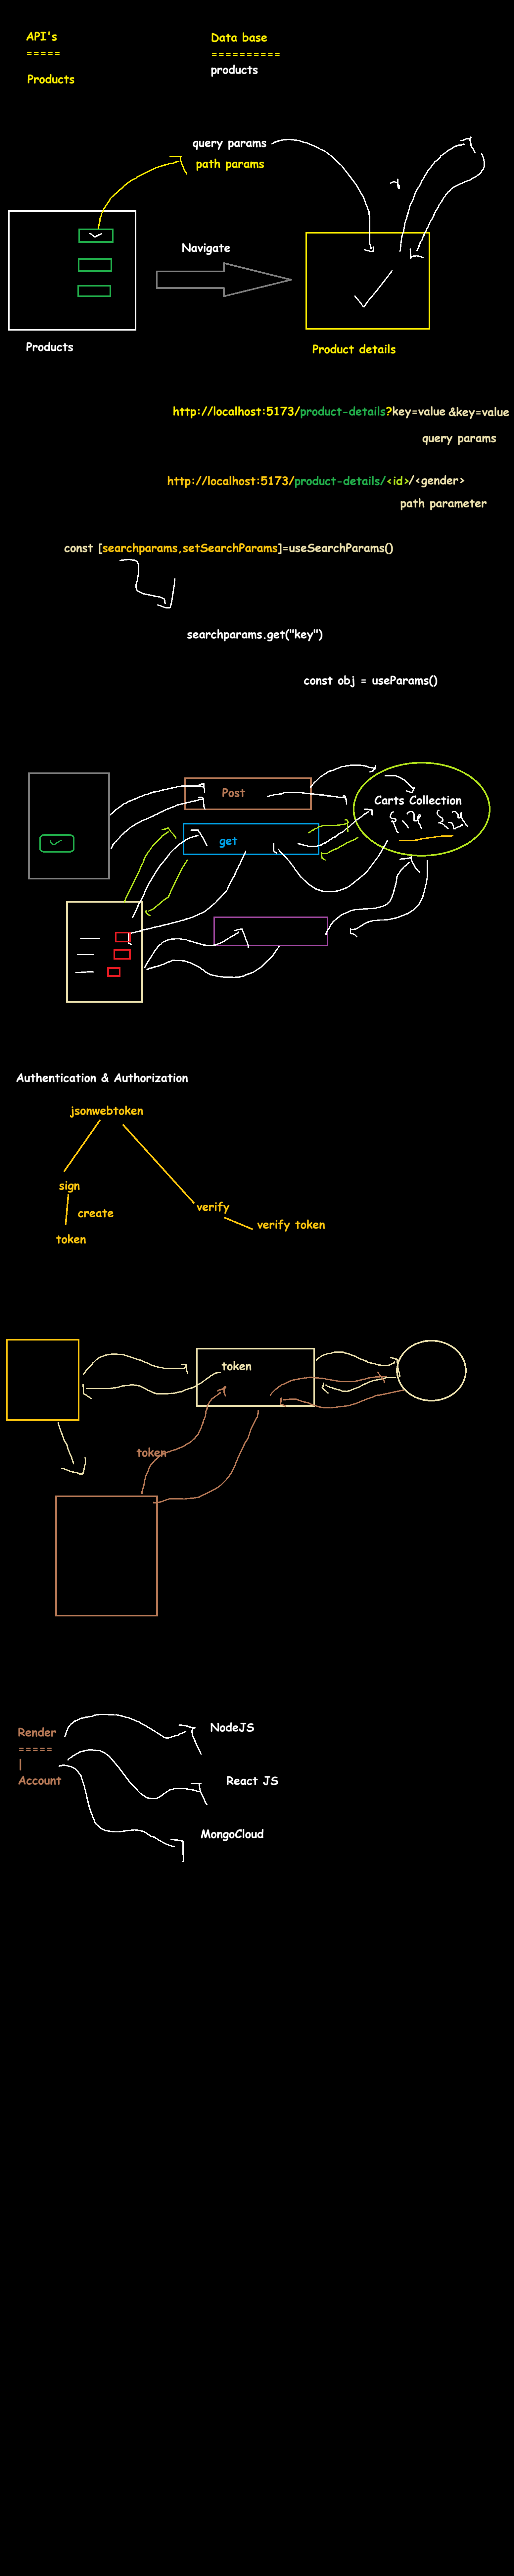 API's
=====
Products
Data base
==========
products
query params
path params
Navigate
Products
Product details
http://localhost:5173/product-details?key=value &key=value
query params
http://localhost:5173/product-details/<id>/<gender>
path parameter
const [searchparams,setSearchParams]=useSearchParams()
searchparams.get("key")
const obj = useParams()
Post
Carts Collection
get
Authentication & Authorization
jsonwebtoken
sign
create
token
verify
verify token
token
token
Render
=====
|
Account
NodeJS
React JS
MongoCloud